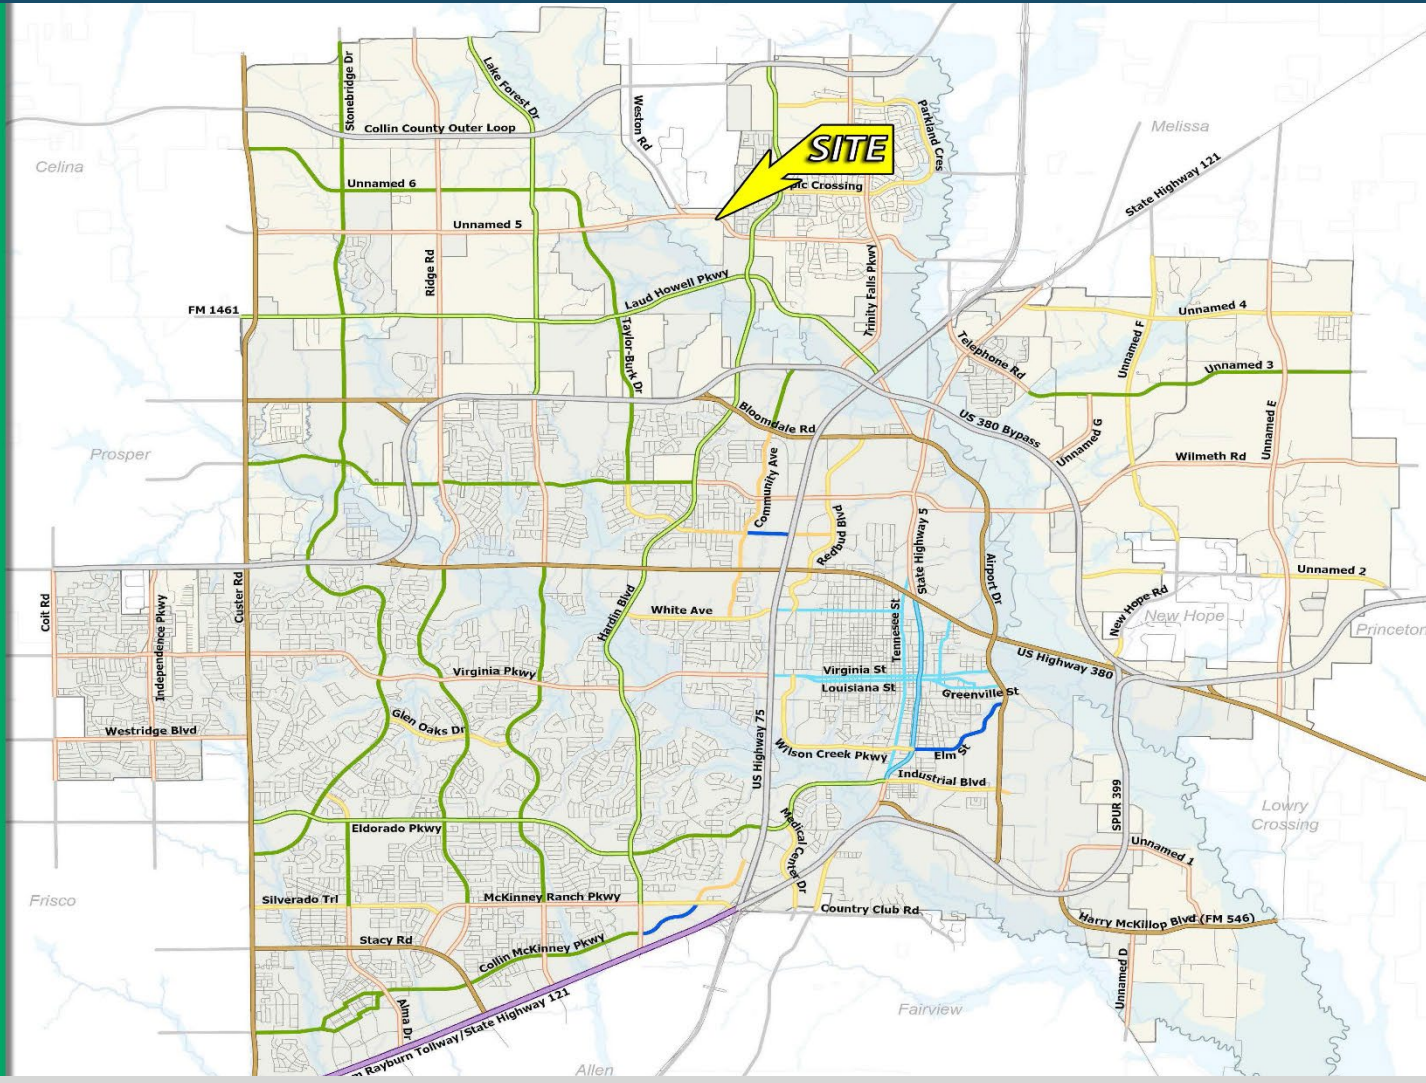 Stonebridge Dr
Lake Forest Dr
Weston Rd
Parkland Cres
Collin County Outer Loop
Melissa
SITE
Celina
State Highway 121
Unnamed 6
pic Crossing
Unnamed 5
Ridge Rd
Trinity Falls Pkwy
Laud Howell Pkwy
FM 1461
Unnamed 4
Taylor-Burk Dr
Telephone Rd
Unnamed F
Unnamed 3
Bloomdale Rd
US 380 Bypass
Unnamed G
Unnamed E
Prosper
Wilmeth Rd
Community Ave
Redbud Blvd
State Highway 5
Airport Dr
Unnamed 2
Coit Rd
Independence Pkwy
Custer Rd
Hardin Blvd
White Ave
Tennesee St
New Hope Rd
New Hope
Princeton
Virginia Pkwy
Virginia St
US Highway 380
Louisiana St
Greenville St
Glen Oaks Dr
Westridge Blvd
US Highway 75
Wilson Creek Pkwy
Elm St
Industrial Blvd
SPUR 399
Lowry
Crossing
Eldorado Pkwy
Medical Center Dr
Unnamed 1
Frisco
Silverado Trl
McKinney Ranch Pkwy
Country Club Rd
Harry McKillop Blvd (FM 546)
Stacy Rd
Collin McKinney Pkwy
Unnamed D
Alma Dr
Fairview
m Rayburn Tollway/State Highway 121
Allen